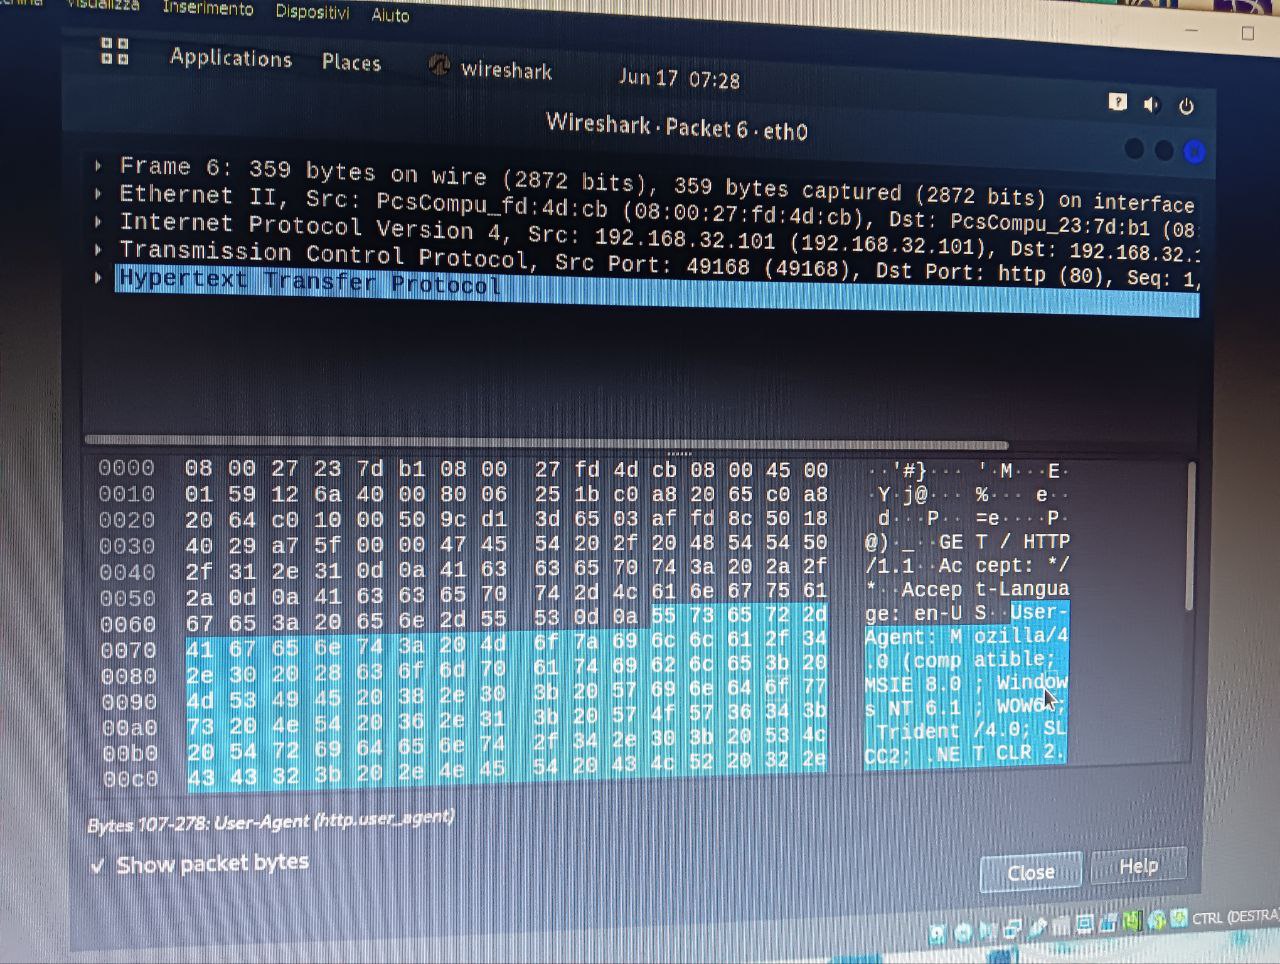 Visualizza Inserimento Dispositivi Aiuto
Applications Places wireshark Jun 17 07:28
Wireshark · Packet 6 · eth0
Frame 6: 359 bytes on wire (2872 bits), 359 bytes captured (2872 bits) on interface
Ethernet II, Src: PcsCompu_fd:4d:cb (08:00:27:fd:4d:cb), Dst: PcsCompu_23:7d:b1 (08:
Internet Protocol Version 4, Src: 192.168.32.101 (192.168.32.101), Dst: 192.168.32.
Transmission Control Protocol, Src Port: 49168 (49168), Dst Port: http (80), Seq: 1,
Hypertext Transfer Protocol
0000 08 00 27 23 7d b1 08 00 27 fd 4d cb 08 00 45 00 ··'#}··· '·M···E·
0010 01 59 12 6a 40 00 80 06 25 1b c0 a8 20 65 c0 a8 ·Y·j@··· %··· e··
0020 20 64 c0 10 00 50 9c d1 3d 65 03 af fd 8c 50 18 d···P·· =e····P·
0030 40 29 a7 5f 00 00 47 45 54 20 2f 20 48 54 54 50 @)·_··GE T / HTTP
0040 2f 31 2e 31 0d 0a 41 63 63 65 70 74 3a 20 2a 2f /1.1··Ac cept: */
0050 2a 0d 0a 41 63 63 65 70 74 2d 4c 61 6e 67 75 61 *··Accep t-Langua
0060 67 65 3a 20 65 6e 2d 55 53 0d 0a 55 73 65 72 2d ge: en-U S··User-
0070 41 67 65 6e 74 3a 20 4d 6f 7a 69 6c 6c 61 2f 34 Agent: M ozilla/4
0080 2e 30 20 28 63 6f 6d 70 61 74 69 62 6c 65 3b 20 .0 (comp atible;
0090 4d 53 49 45 20 38 2e 30 3b 20 57 69 6e 64 6f 77 MSIE 8.0 ; Window
00a0 73 20 4e 54 20 36 2e 31 3b 20 57 4f 57 36 34 3b s NT 6.1 ; WOW64;
00b0 20 54 72 69 64 65 6e 74 2f 34 2e 30 3b 20 53 4c Trident /4.0; SL
00c0 43 43 32 3b 20 2e 4e 45 54 20 43 4c 52 20 32 2e CC2; .NE T CLR 2.
Bytes 107-278: User-Agent (http.user_agent)
✓ Show packet bytes
Close Help
CTRL (DESTRA)